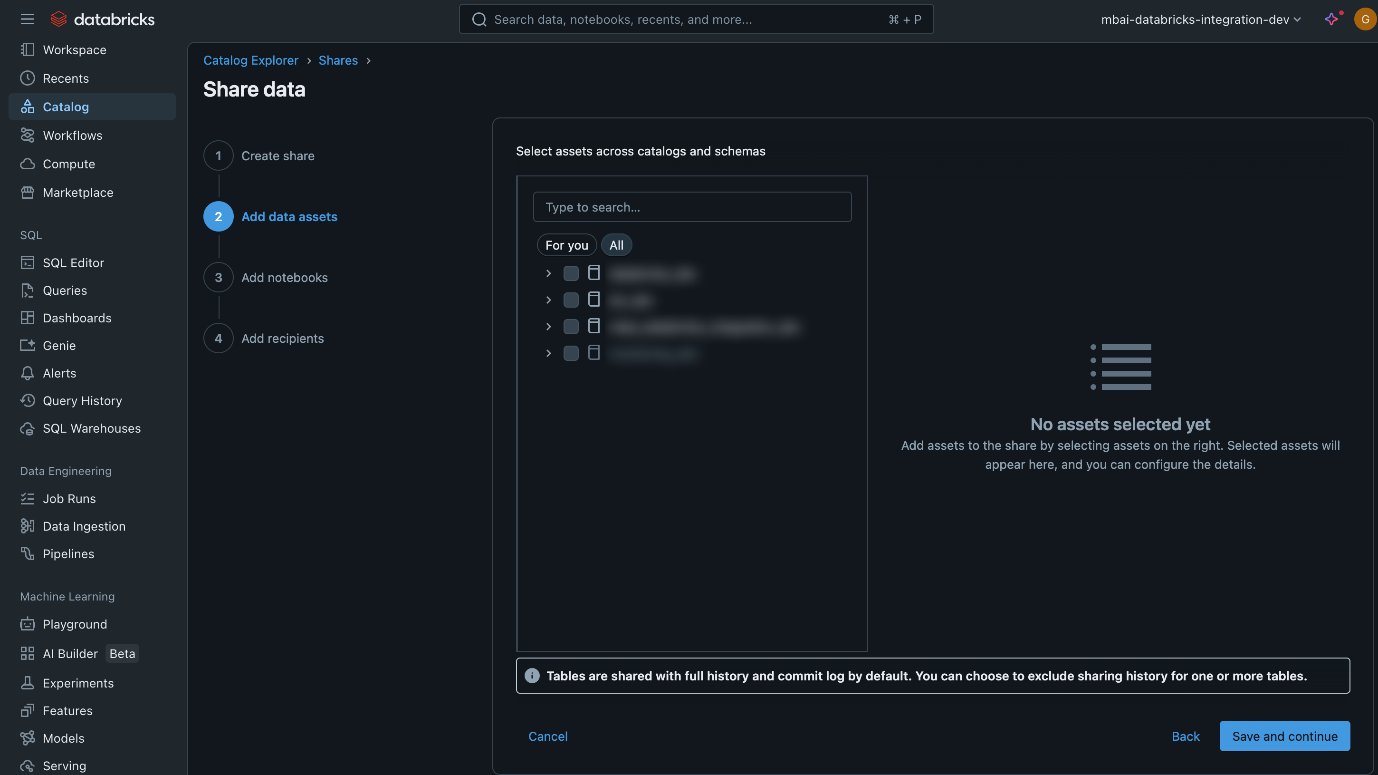 databricks
Search data, notebooks, recents, and more...
⌘ + P
mbai-databricks-integration-dev
G
Workspace
Recents
Catalog
Workflows
Compute
Marketplace
SQL
SQL Editor
Queries
Dashboards
Genie
Alerts
Query History
SQL Warehouses
Data Engineering
Job Runs
Data Ingestion
Pipelines
Machine Learning
Playground
AI Builder Beta
Experiments
Features
Models
Serving
Catalog Explorer › Shares ›
Share data
1 Create share
2 Add data assets
3 Add notebooks
4 Add recipients
Select assets across catalogs and schemas
Type to search...
For you All
No assets selected yet
Add assets to the share by selecting assets on the right. Selected assets will
appear here, and you can configure the details.
Tables are shared with full history and commit log by default. You can choose to exclude sharing history for one or more tables.
Cancel
Back
Save and continue